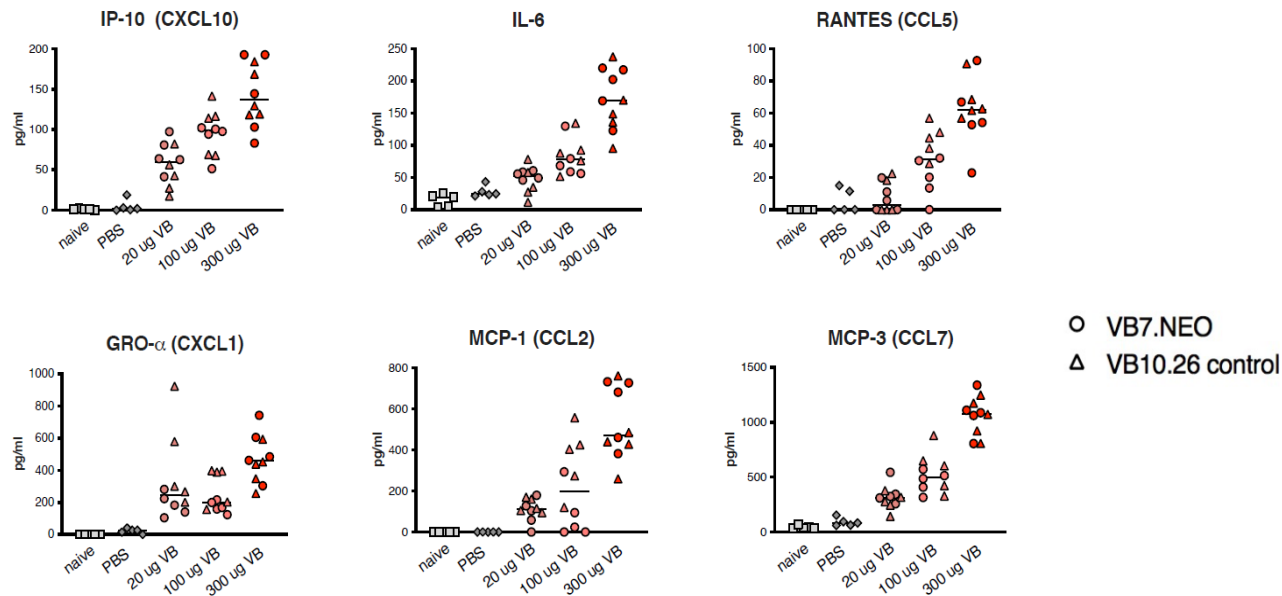 IP-10 (CXCL10)
pg/ml
200
150
100
50
0
naive
PBS
20 ug VB
100 ug VB
300 ug VB
IL-6
pg/ml
250
200
150
100
50
0
naive
PBS
20 ug VB
100 ug VB
300 ug VB
RANTES (CCL5)
pg/ml
100
80
60
40
20
0
naive
PBS
20 ug VB
100 ug VB
300 ug VB
GRO-α (CXCL1)
pg/ml
1000
800
600
400
200
0
naive
PBS
20 ug VB
100 ug VB
300 ug VB
MCP-1 (CCL2)
pg/ml
800
600
400
200
0
naive
PBS
20 ug VB
100 ug VB
300 ug VB
MCP-3 (CCL7)
pg/ml
1500
1000
500
0
naive
PBS
20 ug VB
100 ug VB
300 ug VB
VB7.NEO
VB10.26 control